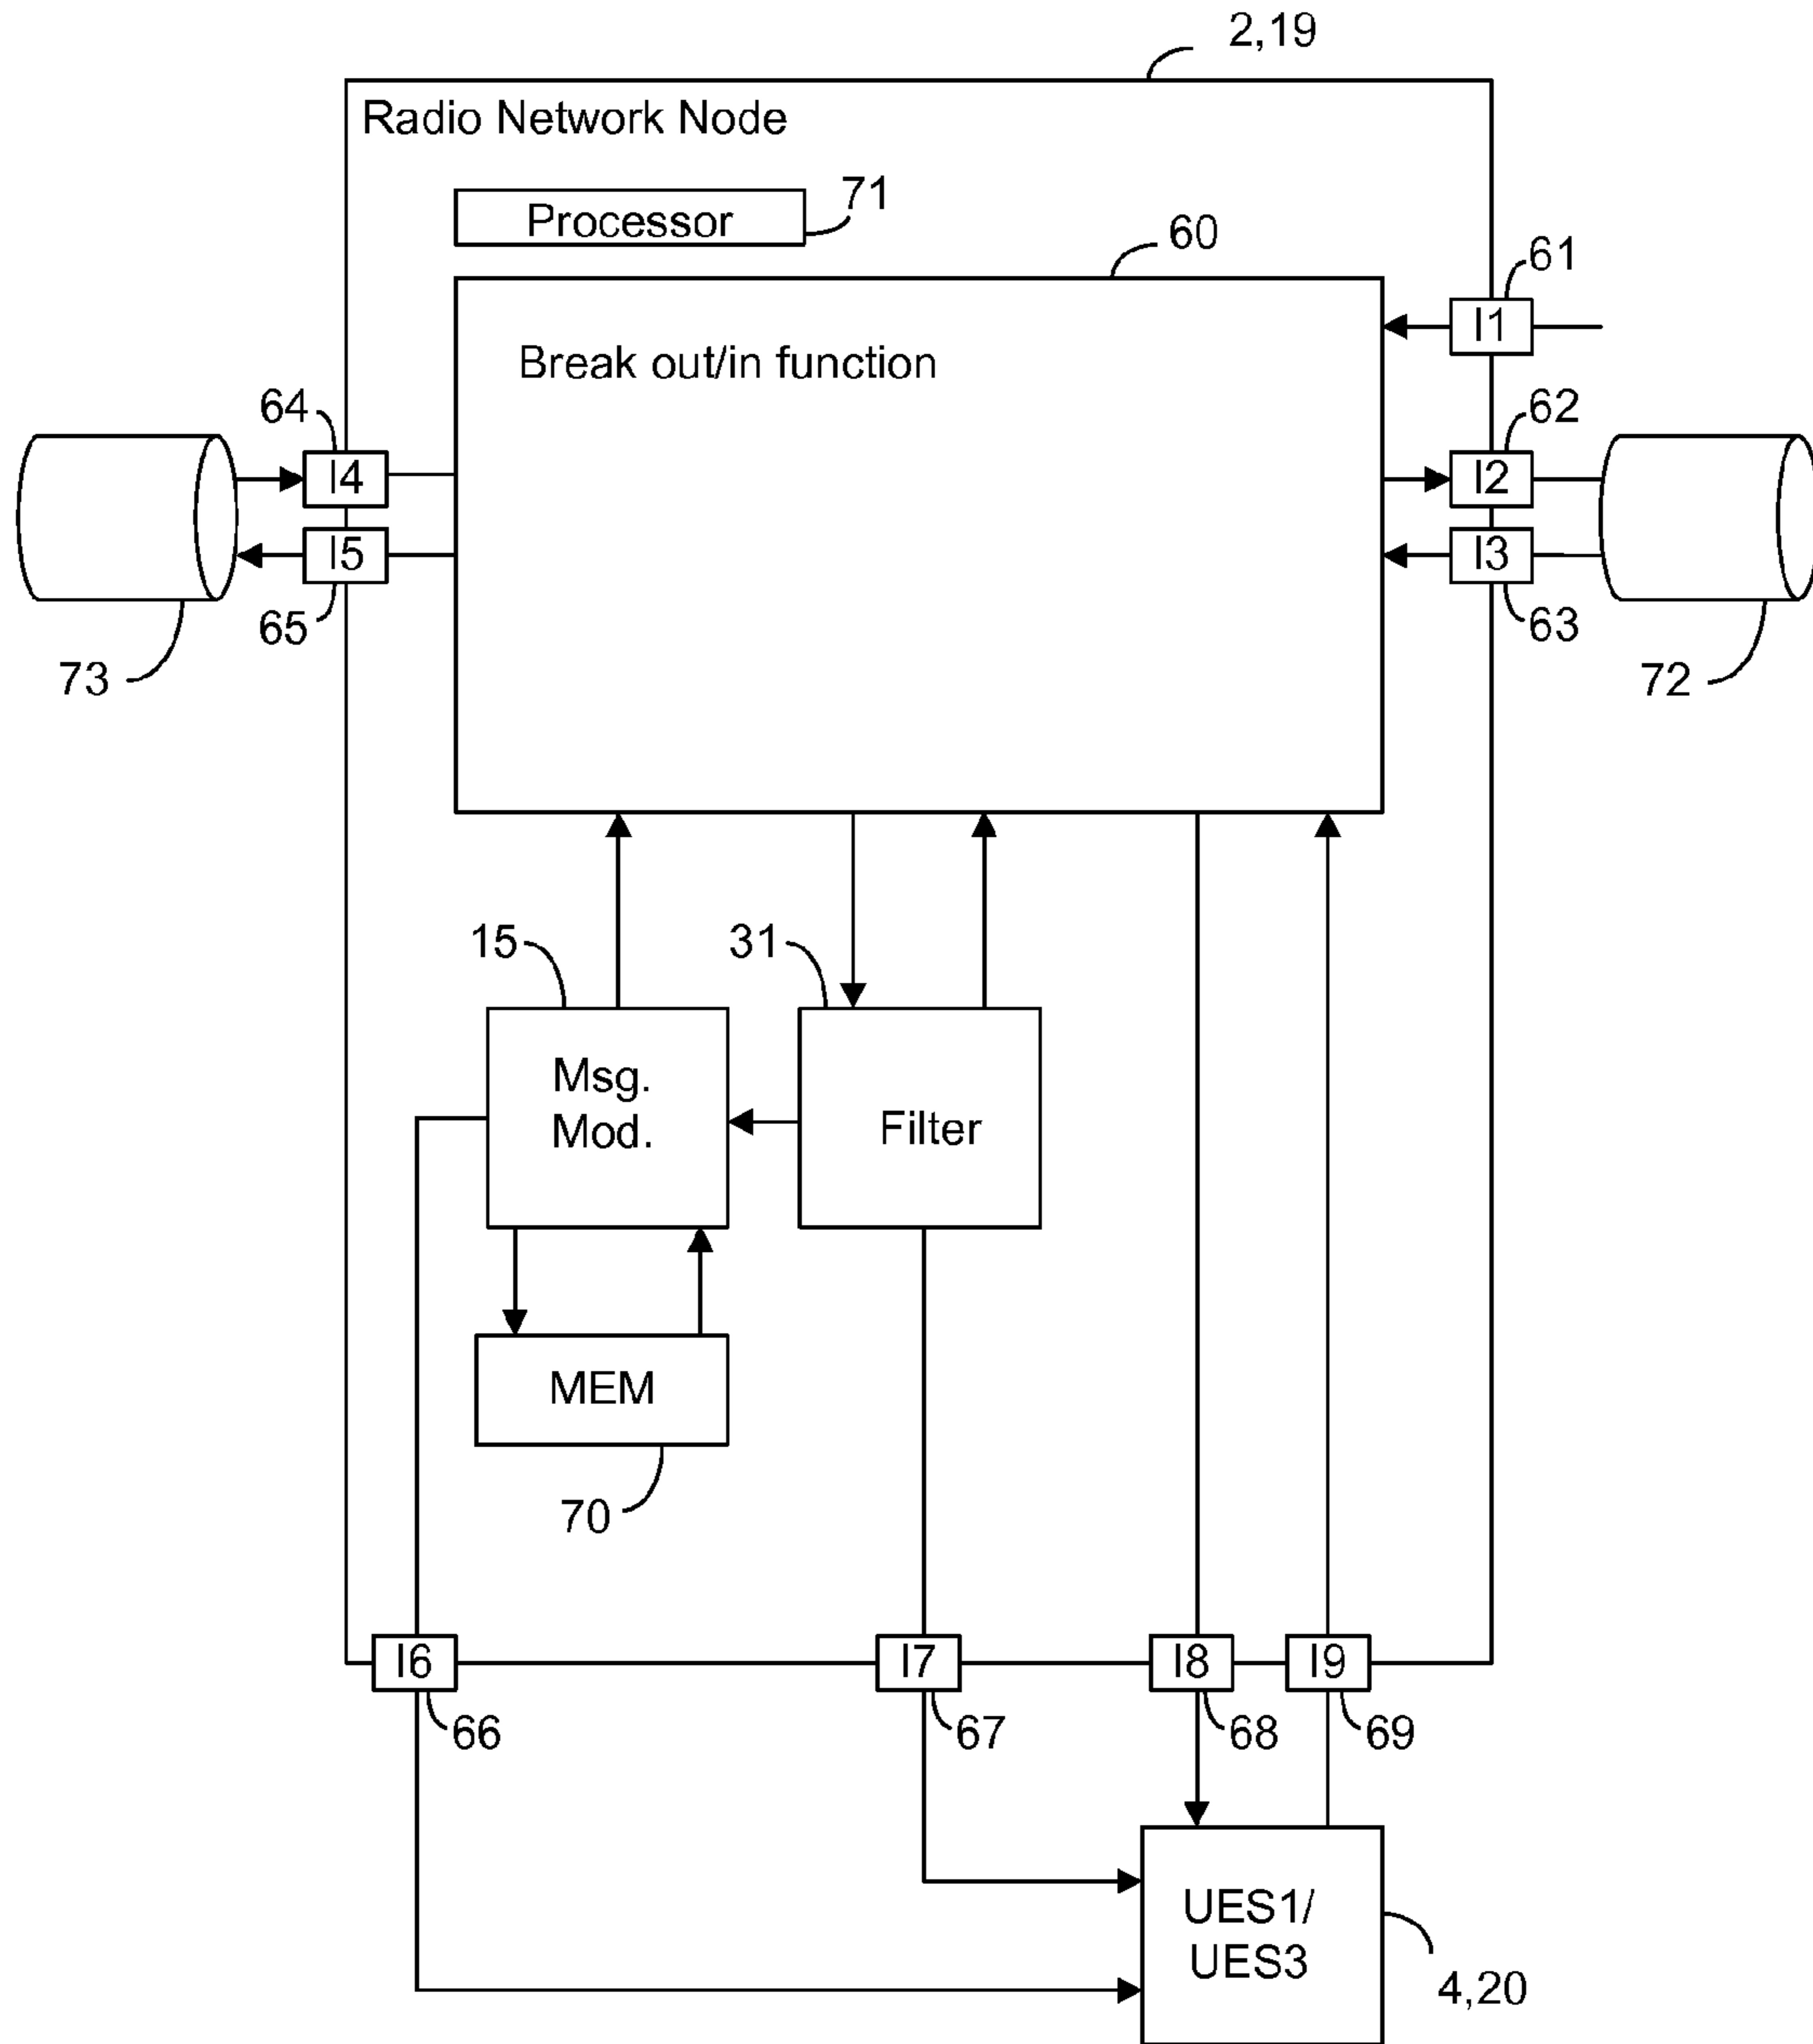 2,19
Radio Network Node
Processor
71
60
61
I1
Break out/in function
64
62
I4
I2
I5
I3
65
63
73
72
15
31
Msg.
Mod.
Filter
MEM
70
I6
I7
I8
I9
66
67
68
69
UES1/
UES3
4,20